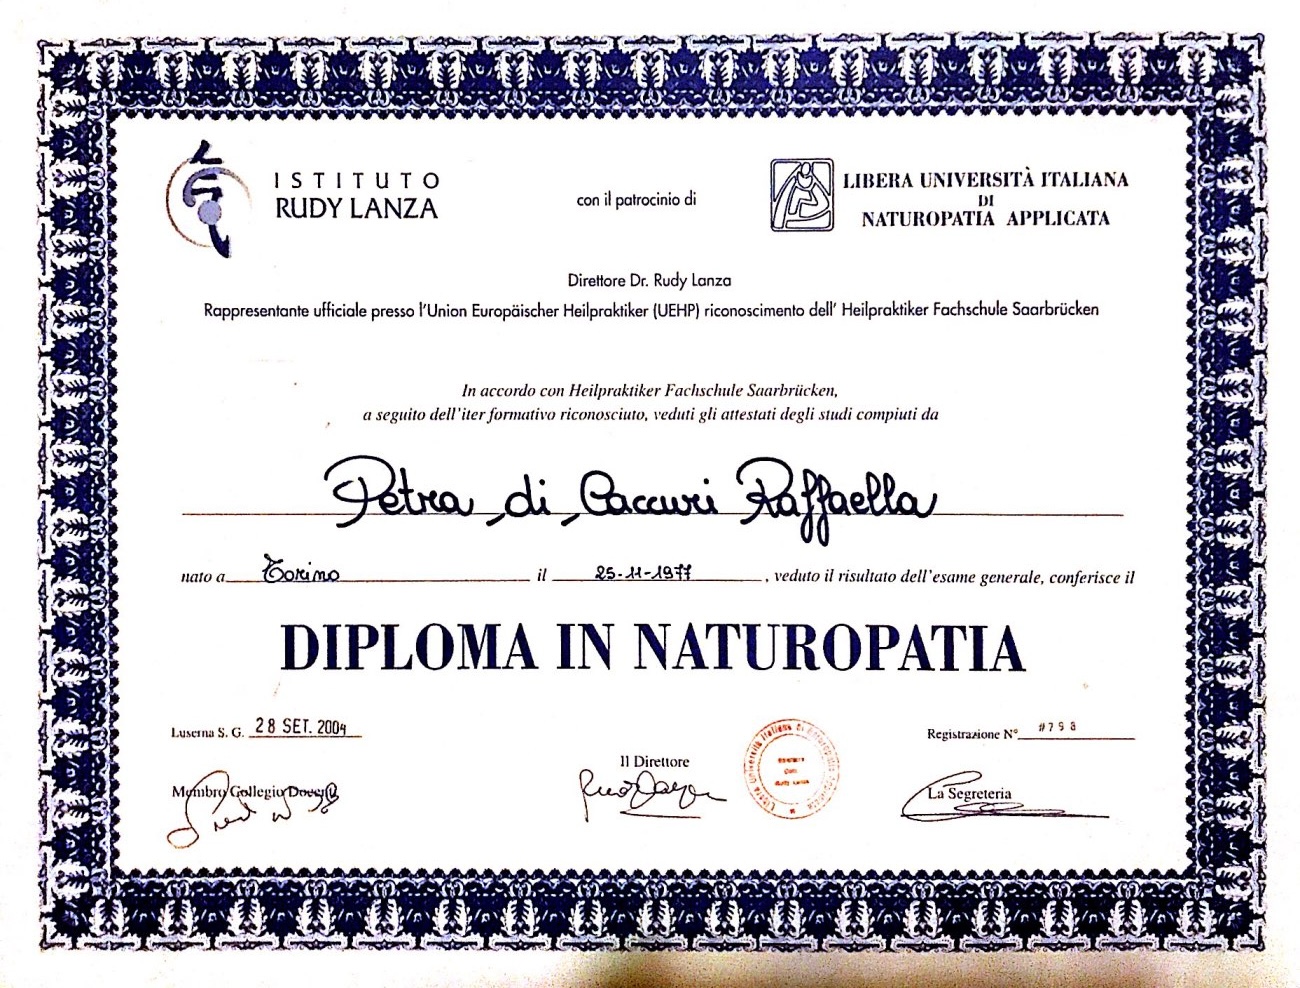 ISTITUTO
RUDY LANZA
con il patrocinio di
LIBERA UNIVERSITÀ ITALIANA
DI
NATUROPATIA APPLICATA
Direttore Dr. Rudy Lanza
Rappresentante ufficiale presso l'Union Europäischer Heilpraktiker (UEHP) riconoscimento dell' Heilpraktiker Fachschule Saarbrücken
In accordo con Heilpraktiker Fachschule Saarbrücken,
a seguito dell'iter formativo riconosciuto, veduti gli attestati degli studi compiuti da
Petra di Caccuri Raffaella
nato a Torino il 25-11-1977, veduto il risultato dell'esame generale, conferisce il
DIPLOMA IN NATUROPATIA
Luserna S. G. 28 SET. 2004
Registrazione N°
Il Direttore
Membro Collegio Docenti
La Segreteria